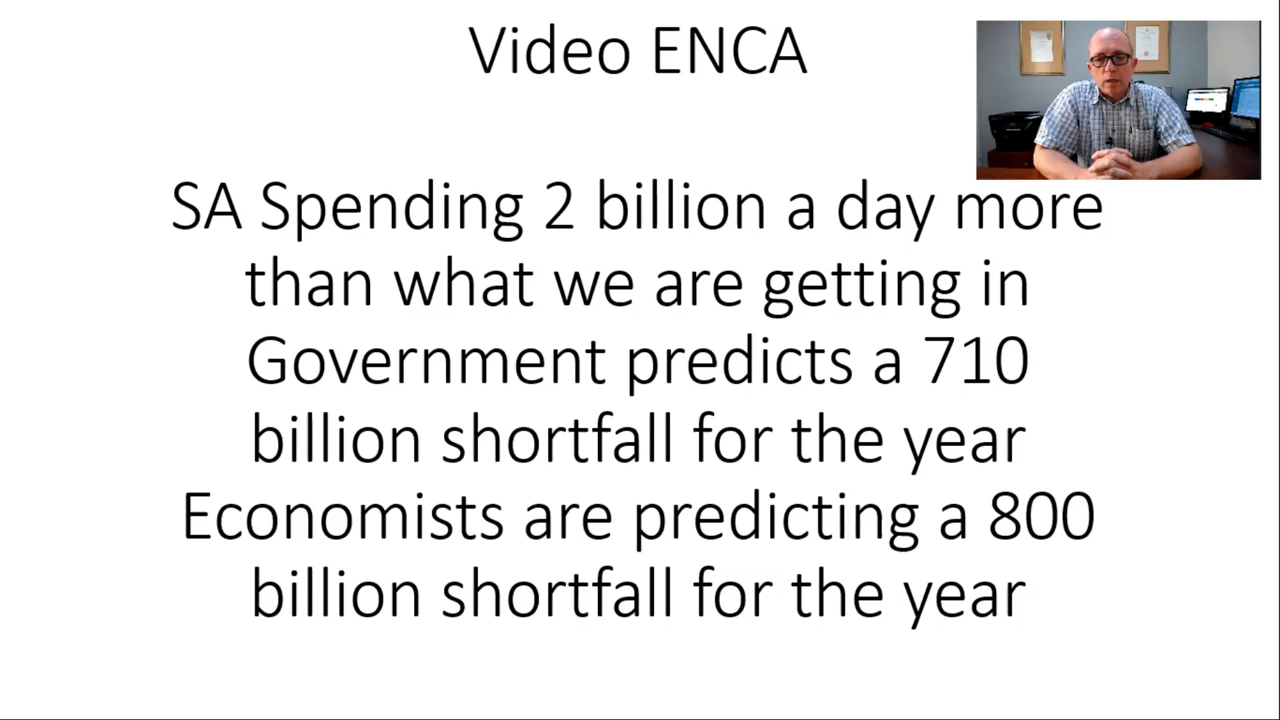 Video ENCA
SA Spending 2 billion a day more
than what we are getting in
Government predicts a 710
billion shortfall for the year
Economists are predicting a 800
billion shortfall for the year